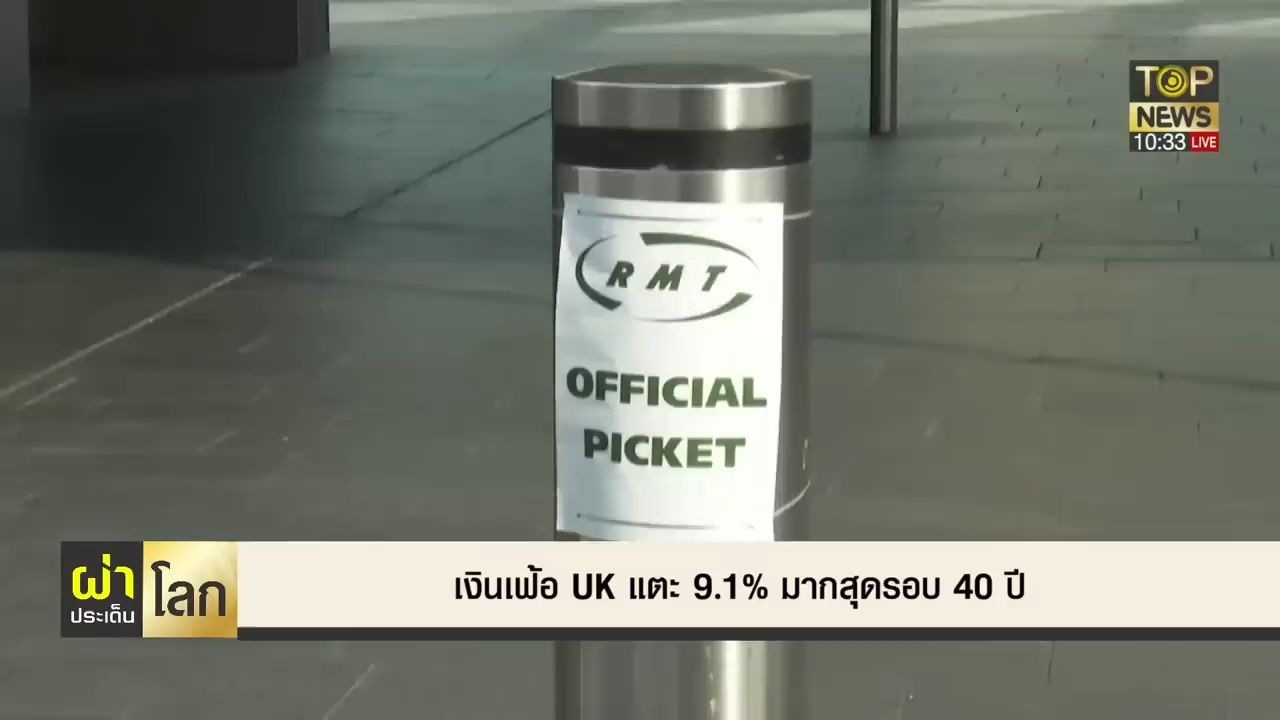 TOP
NEWS
10:33 LIVE
RMT
OFFICIAL
PICKET
ผ่า
ประเด็น
โลก
เงินเฟ้อ UK แตะ 9.1% มากสุดรอบ 40 ปี